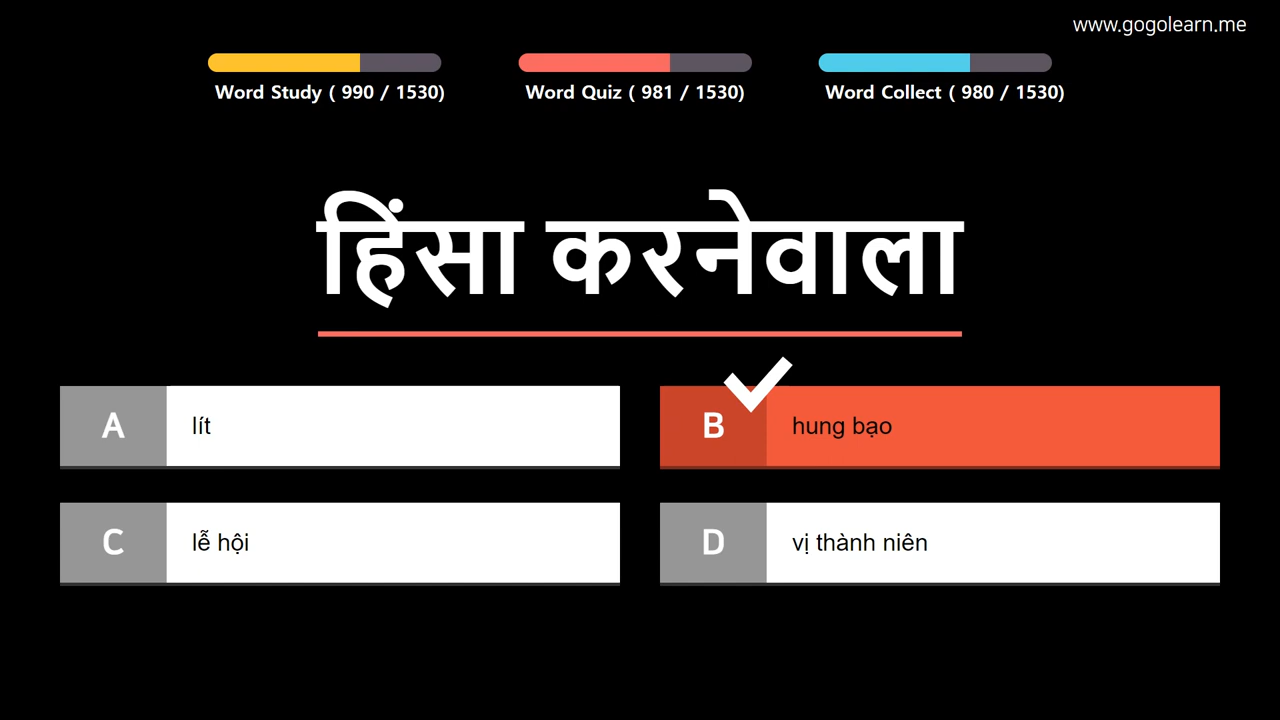 www.gogolearn.me
Word Study ( 990 / 1530)
Word Quiz ( 981 / 1530)
Word Collect ( 980 / 1530)
हिंसा करनेवाला
A lít
B hung bạo
C lễ hội
D vị thành niên